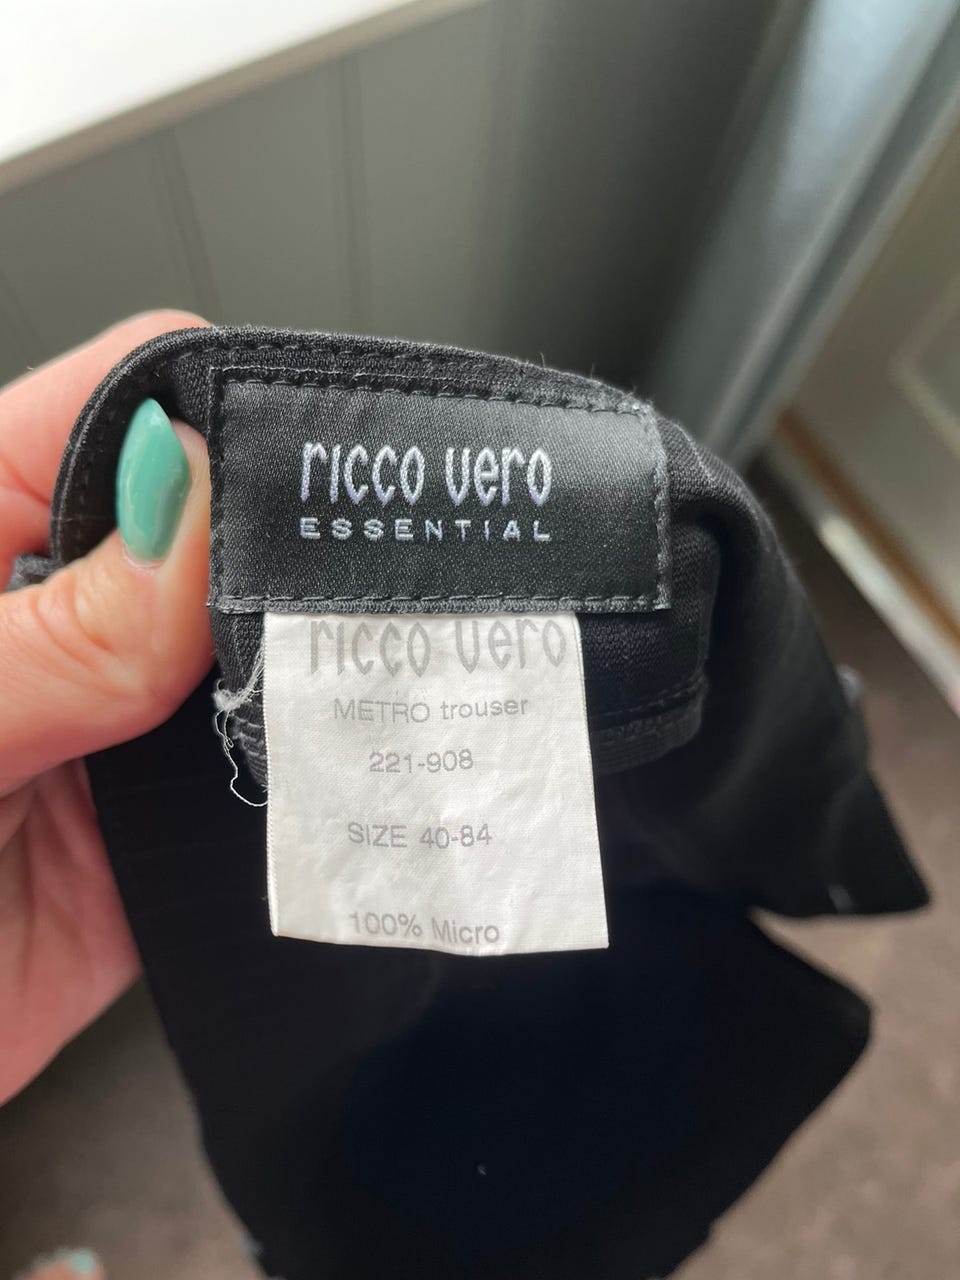 ricco vero
ESSENTIAL
ricco vero
METRO trouser
221-908
SIZE 40-84
100% Micro